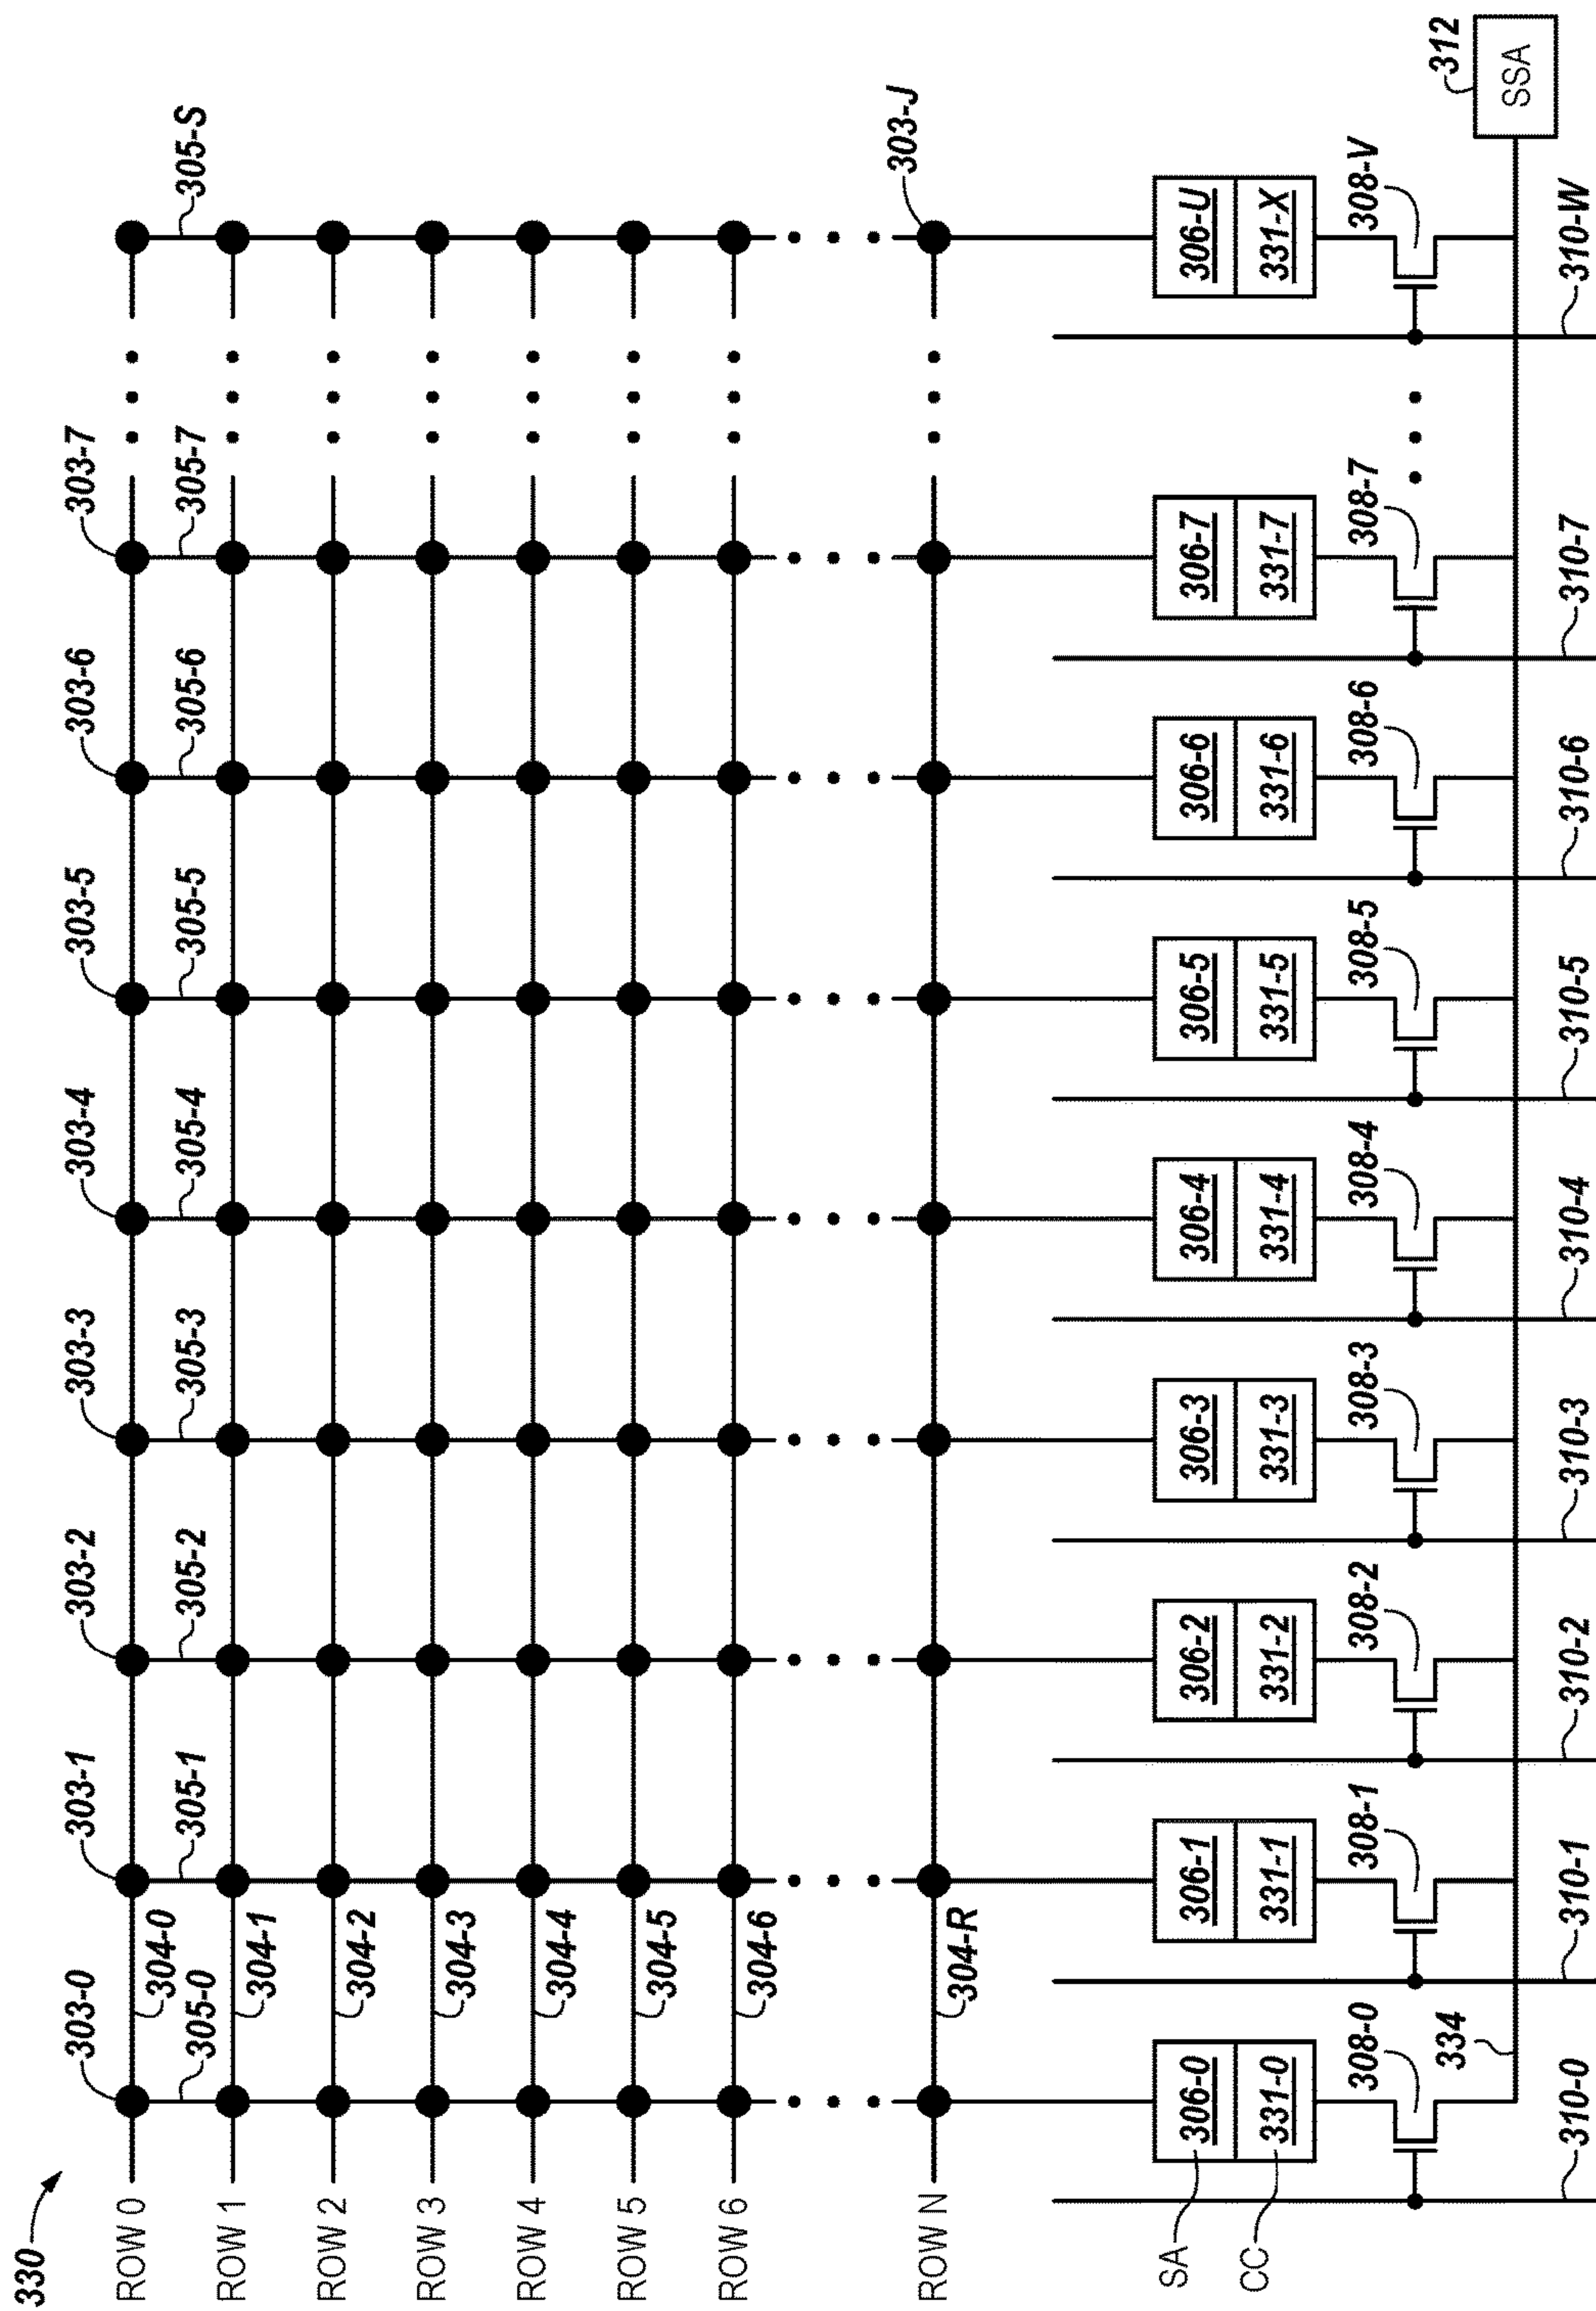 330
303-0 303-1 303-2 303-3 303-4 303-5 303-6 303-7
ROW 0
304-0
305-0 305-1 305-2 305-3 305-4 305-5 305-6 305-7 305-S
ROW 1
304-1
ROW 2
304-2
ROW 3
304-3
ROW 4
304-4
ROW 5
304-5
ROW 6
304-6
303-J
ROW N
304-R
SA
306-0 306-1 306-2 306-3 306-4 306-5 306-6 306-7 306-U
CC
331-0 331-1 331-2 331-3 331-4 331-5 331-6 331-7 331-X
308-0 308-1 308-2 308-3 308-4 308-5 308-6 308-7 308-V
334
312
SSA
310-0 310-1 310-2 310-3 310-4 310-5 310-6 310-7 310-W